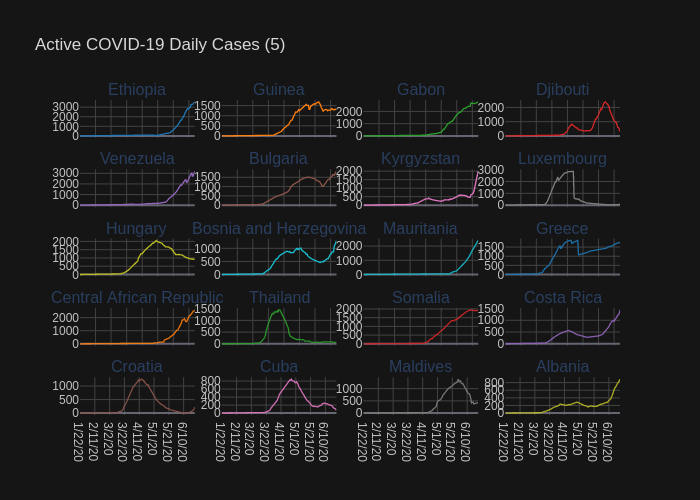 Active COVID-19 Daily Cases (5)
Ethiopia Guinea Gabon Djibouti
3000 2000 1000 0
1500 1000 500 0
2000 1000 0
2000 1000 0
Venezuela Bulgaria Kyrgyzstan Luxembourg
3000 2000 1000 0
1500 1000 500 0
2000 1500 1000 500 0
3000 2000 1000 0
Hungary Bosnia and Herzegovina Mauritania Greece
2000 1500 1000 500 0
1000 500 0
2000 1000 0
1500 1000 500 0
Central African Republic Thailand Somalia Costa Rica
2000 1000 0
1500 1000 500 0
2000 1500 1000 500 0
1000 500 0
Croatia Cuba Maldives Albania
1000 500 0
800 600 400 200 0
1000 500 0
800 600 400 200 0
1/22/20 2/11/20 3/2/20 3/22/20 4/11/20 5/1/20 5/21/20 6/10/20
1/22/20 2/11/20 3/2/20 3/22/20 4/11/20 5/1/20 5/21/20 6/10/20
1/22/20 2/11/20 3/2/20 3/22/20 4/11/20 5/1/20 5/21/20 6/10/20
1/22/20 2/11/20 3/2/20 3/22/20 4/11/20 5/1/20 5/21/20 6/10/20